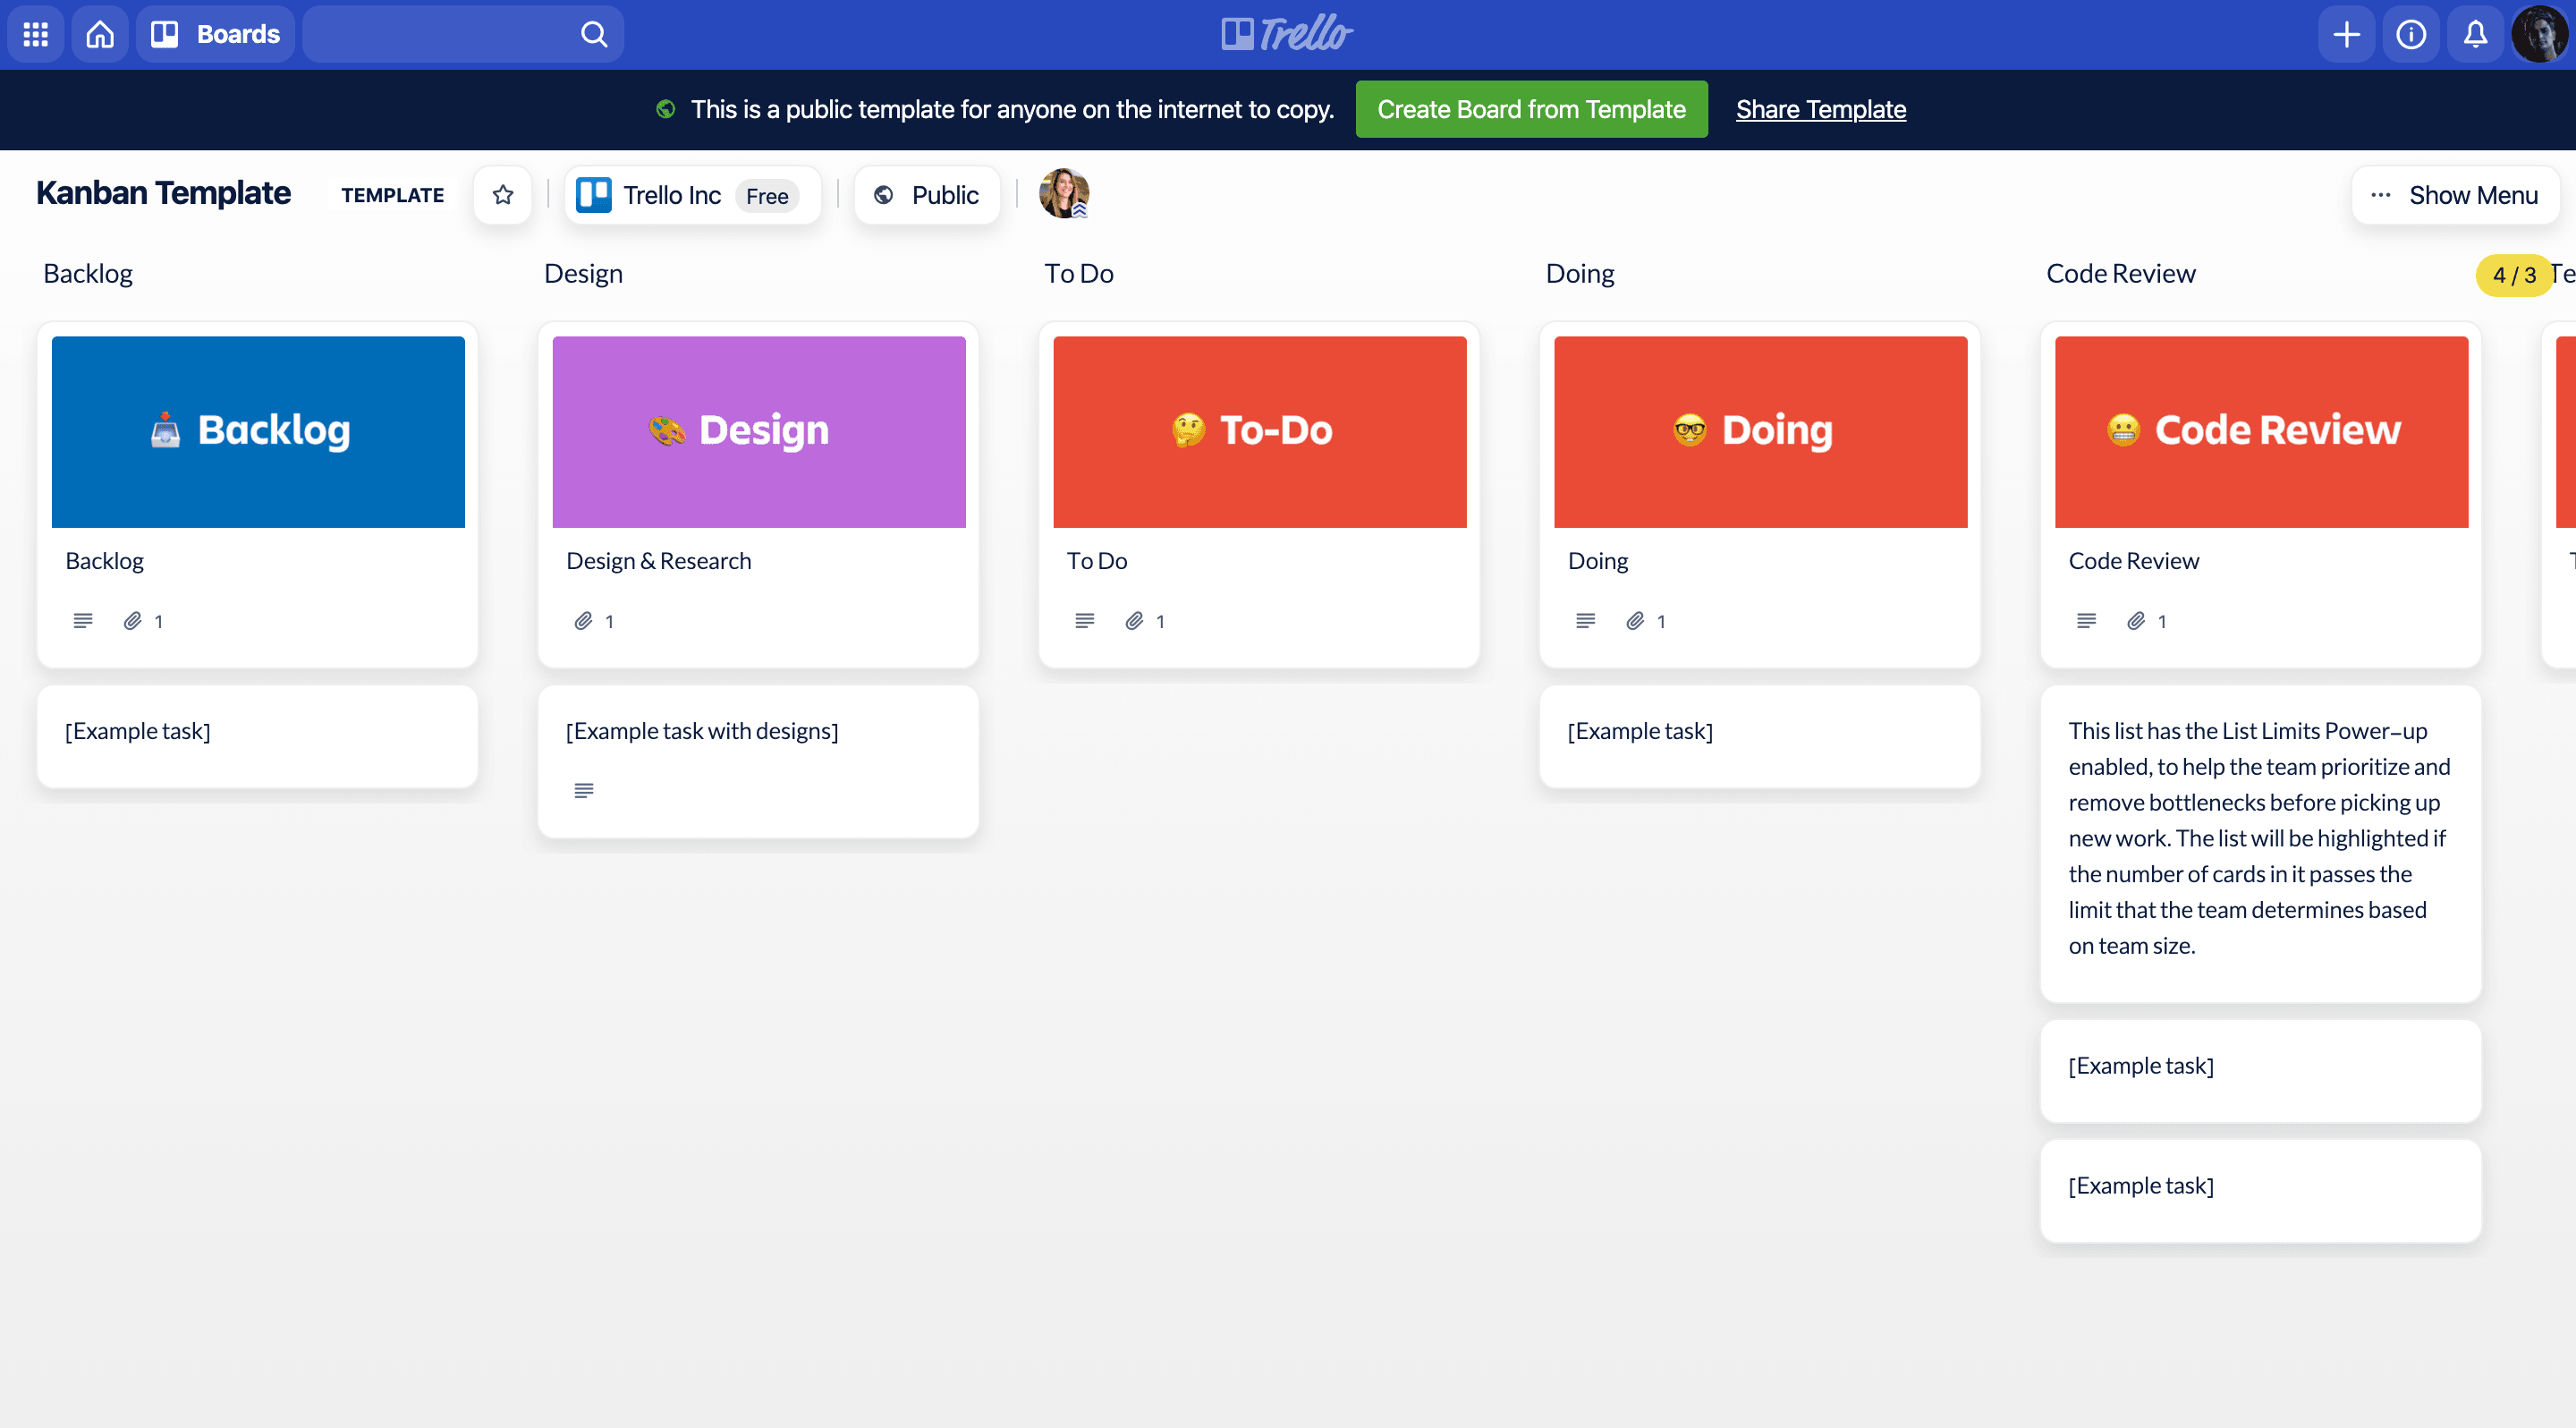 Boards
Trello
This is a public template for anyone on the internet to copy.
Create Board from Template
Share Template
Kanban Template
TEMPLATE
Trello Inc
Free
Public
Show Menu
Backlog
Backlog
Backlog
1
[Example task]
Design
Design
Design & Research
1
[Example task with designs]
To Do
To-Do
To Do
1
Doing
Doing
Doing
1
[Example task]
Code Review
4 / 3
Code Review
Code Review
1
This list has the List Limits Power-up
enabled, to help the team prioritize and
remove bottlenecks before picking up
new work. The list will be highlighted if
the number of cards in it passes the
limit that the team determines based
on team size.
[Example task]
[Example task]